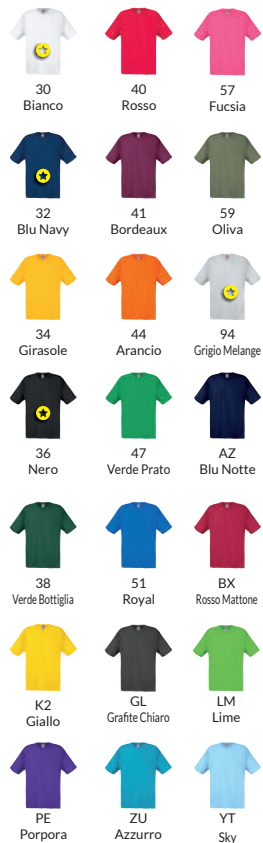 30
Bianco
40
Rosso
57
Fucsia
32
Blu Navy
41
Bordeaux
59
Oliva
34
Girasole
44
Arancio
94
Grigio Melange
36
Nero
47
Verde Prato
AZ
Blu Notte
38
Verde Bottiglia
51
Royal
BX
Rosso Mattone
K2
Giallo
GL
Grafite Chiaro
LM
Lime
PE
Porpora
ZU
Azzurro
YT
Sky